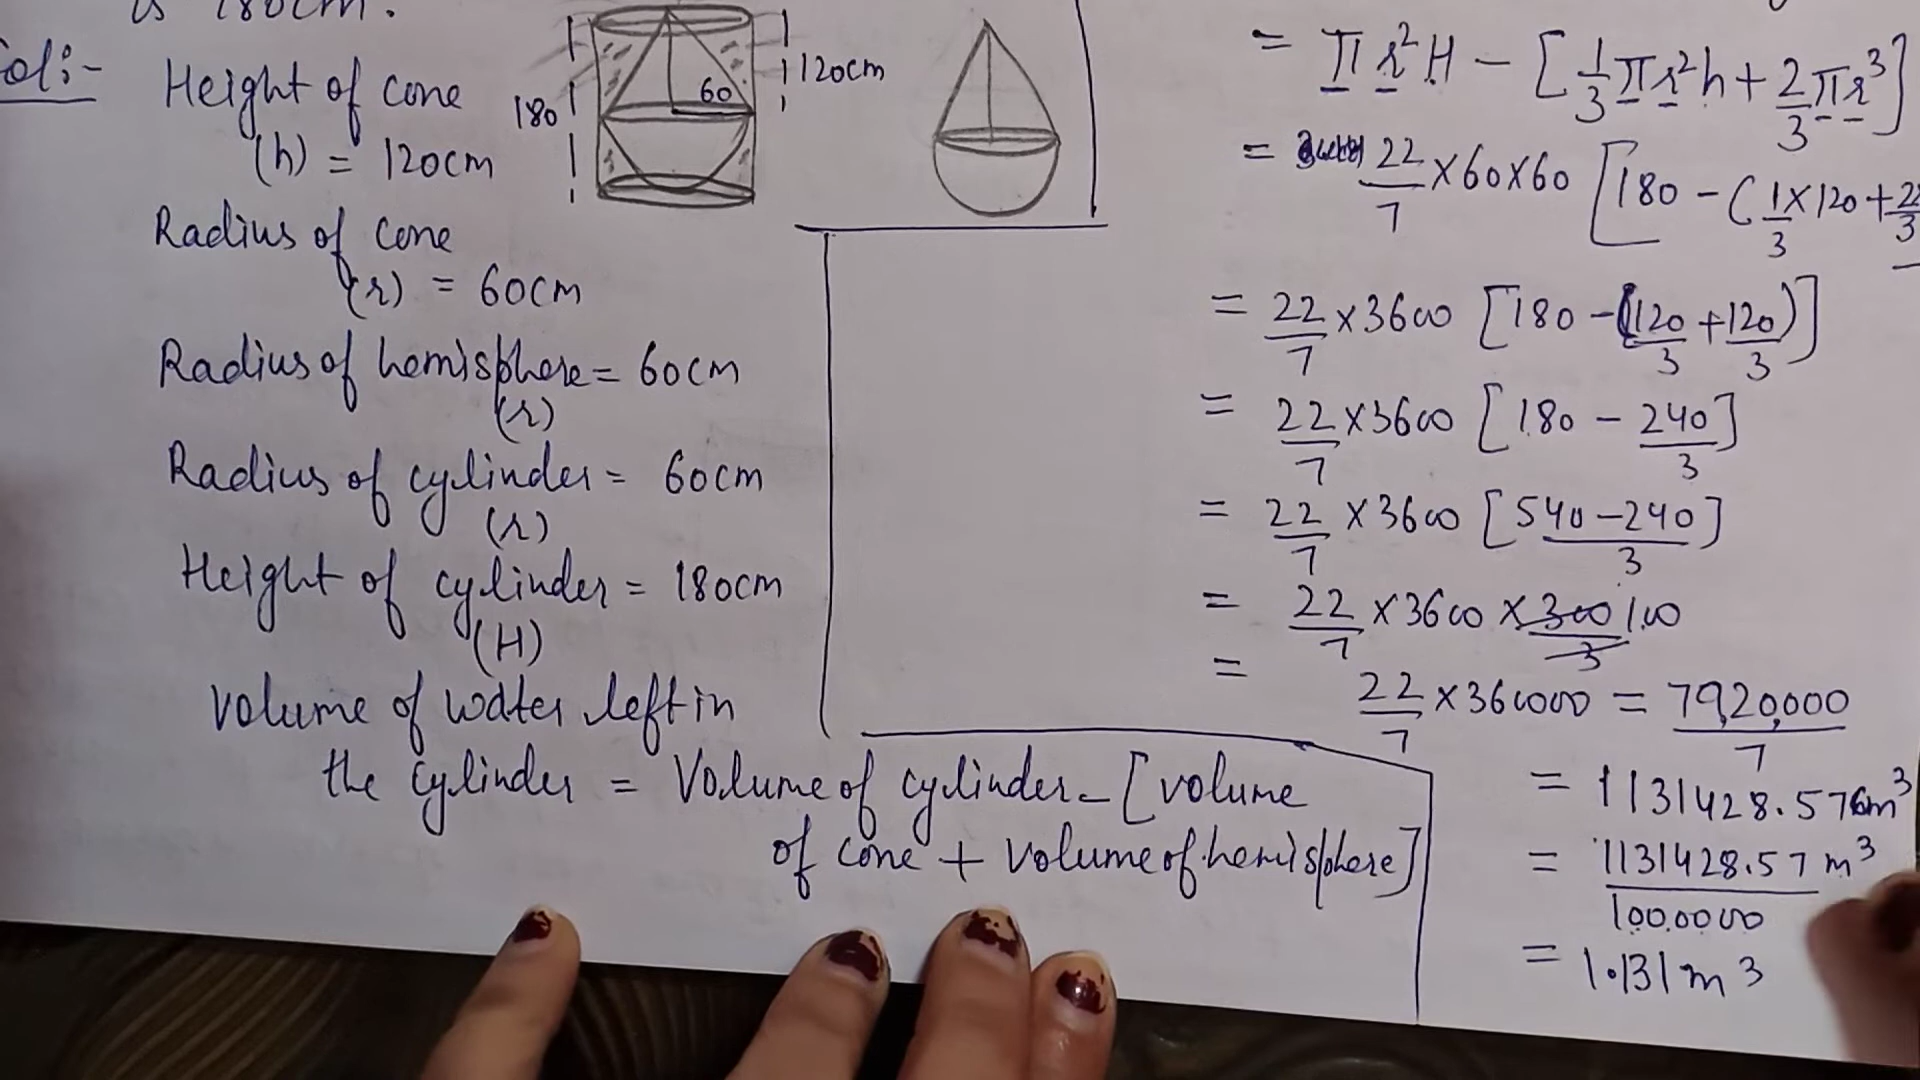 is 180cm.
Sol:-
Height of cone
(h) = 120cm
180
60
120cm
Radius of cone
(r) = 60cm
Radius of hemisphere = 60cm
(r)
Radius of cylinder = 60cm
(r)
Height of cylinder = 180cm
(H)
Volume of water left in
the cylinder = Volume of cylinder - [volume
of cone + volume of hemisphere]
= πr²H - [1/3 πr²h + 2/3 πr³]
= 22/7 × 60 × 60 [180 - (1/3 × 120 + 2/3
= 22/7 × 3600 [180 - (120/3 + 120/3)]
= 22/7 × 3600 [180 - 240/3]
= 22/7 × 3600 [540 - 240/3]
= 22/7 × 3600 × 300/3 100
= 22/7 × 360000 = 79,20,000/7
= 1131428.57cm³
= 1131428.57/1000000 m³
= 1.131 m3